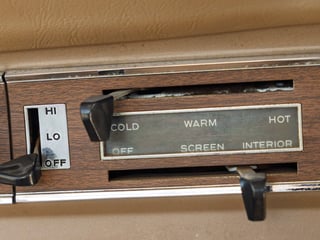 HI
LO
OFF
COLD WARM HOT
OFF SCREEN INTERIOR